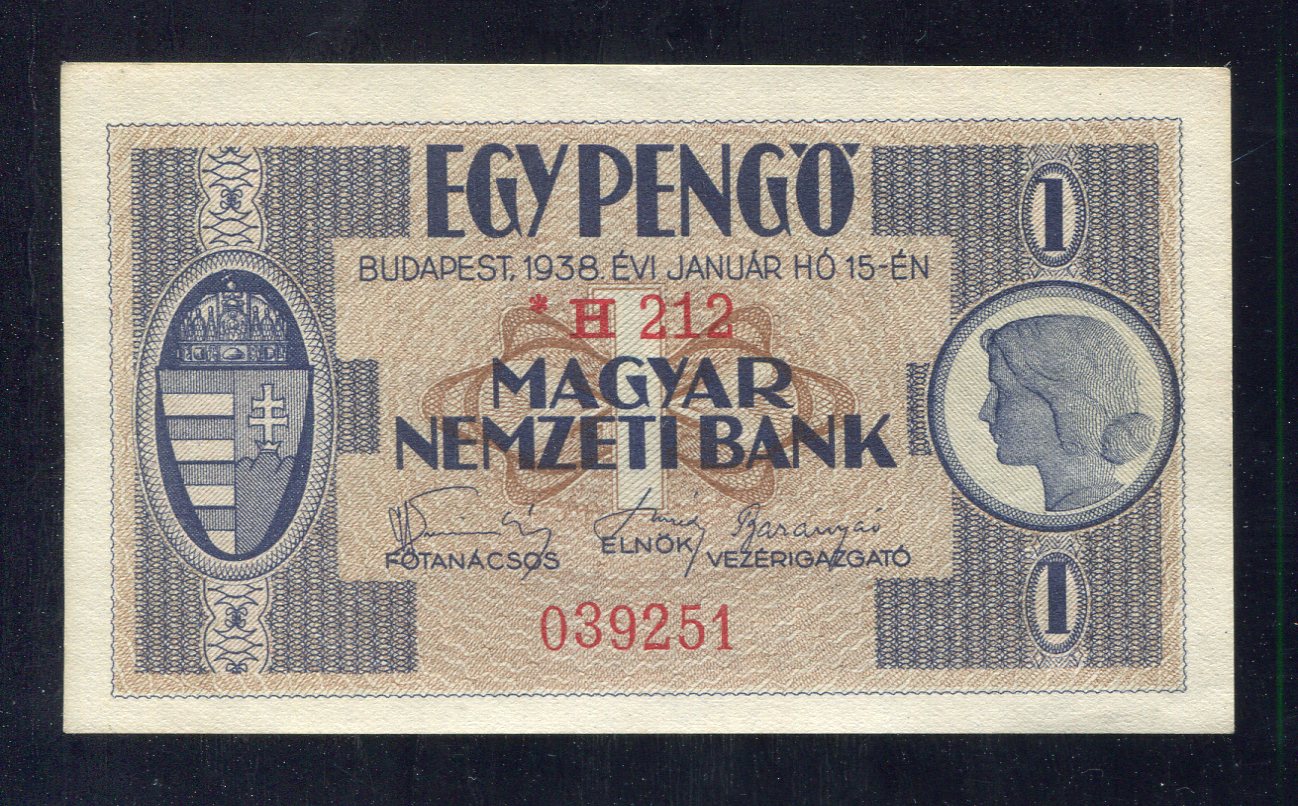 EGY PENGŐ
1
BUDAPEST, 1938. ÉVI JANUÁR HÓ 15-ÉN
* H 212
MAGYAR
NEMZETI BANK
Baranyai
FŐTANÁCSOS ELNÖK VEZÉRIGAZGATÓ
1
039251